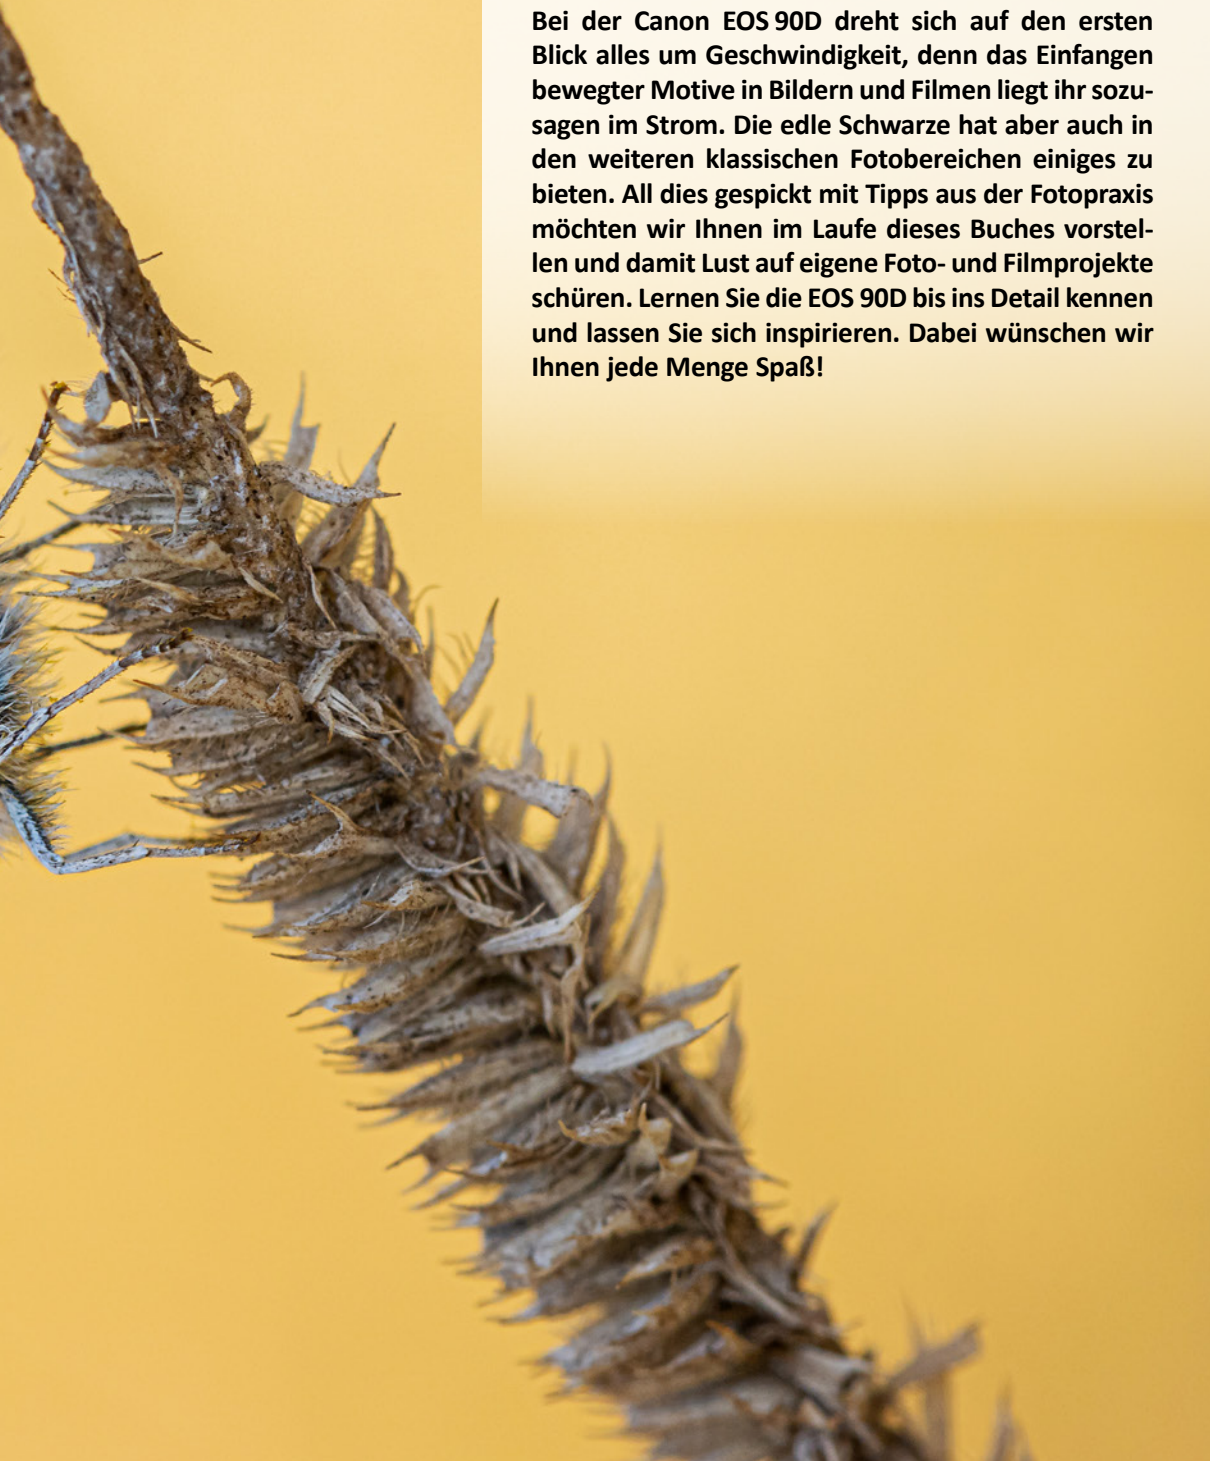 Bei der Canon EOS 90D dreht sich auf den ersten
Blick alles um Geschwindigkeit, denn das Einfangen
bewegter Motive in Bildern und Filmen liegt ihr sozu-
sagen im Strom. Die edle Schwarze hat aber auch in
den weiteren klassischen Fotobereichen einiges zu
bieten. All dies gespickt mit Tipps aus der Fotopraxis
möchten wir Ihnen im Laufe dieses Buches vorstel-
len und damit Lust auf eigene Foto- und Filmprojekte
schüren. Lernen Sie die EOS 90D bis ins Detail kennen
und lassen Sie sich inspirieren. Dabei wünschen wir
Ihnen jede Menge Spaß!